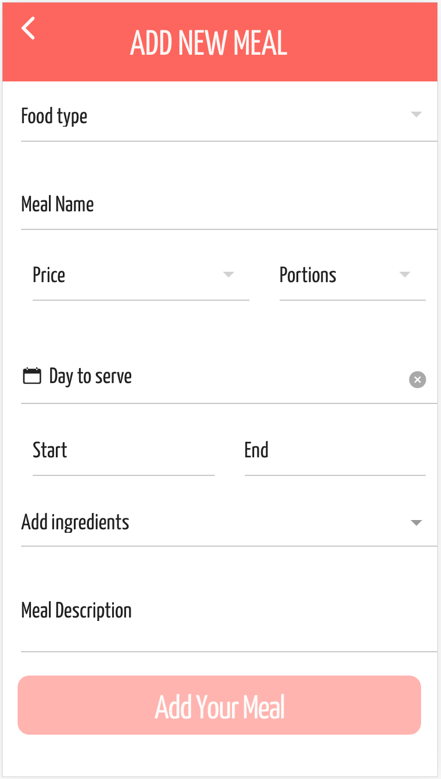 ADD NEW MEAL
Food type
Meal Name
Price Portions
Day to serve
Start End
Add ingredients
Meal Description
Add Your Meal